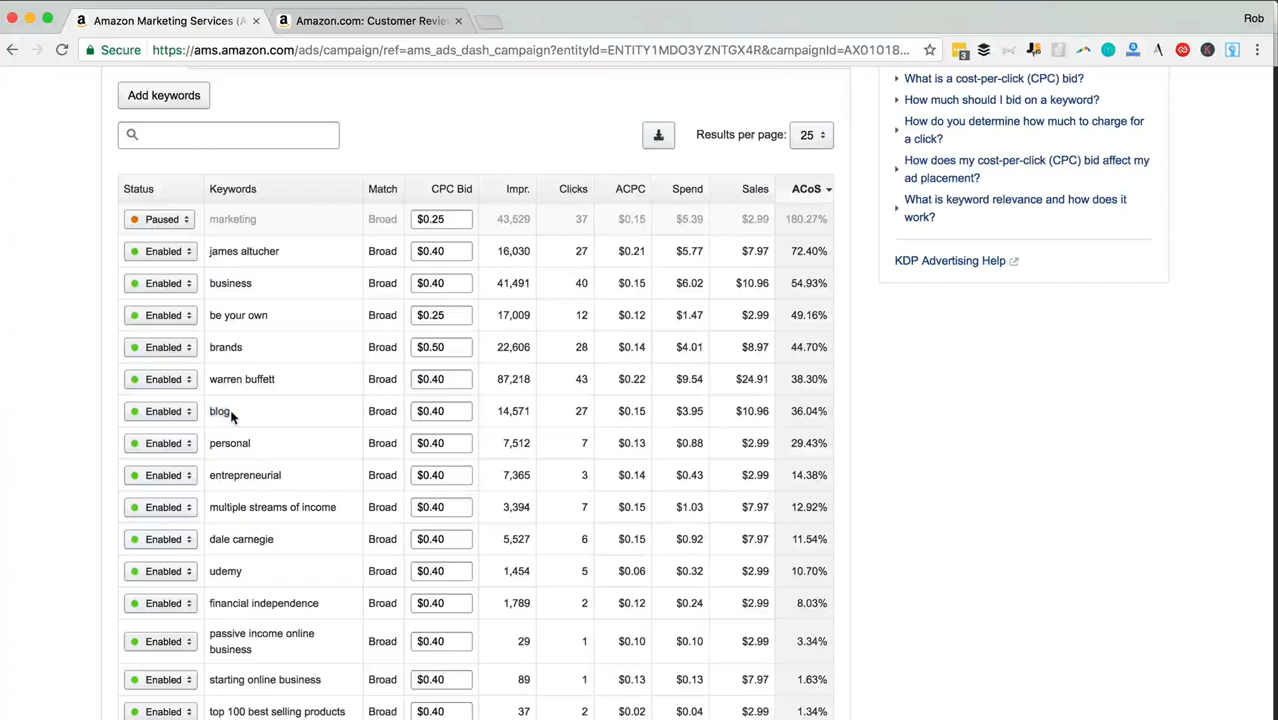 Amazon Marketing Services (A
Amazon.com: Customer Revie
Rob
Secure https://ams.amazon.com/ads/campaign/ref=ams_ads_dash_campaign?entityId=ENTITY1MDO3YZNTGX4R&campaignId=AX01018...
3
Add keywords
Results per page: 25
Status Keywords Match CPC Bid Impr. Clicks ACPC Spend Sales ACoS
Paused marketing Broad $0.25 43,529 37 $0.15 $5.39 $2.99 180.27%
Enabled james altucher Broad $0.40 16,030 27 $0.21 $5.77 $7.97 72.40%
Enabled business Broad $0.40 41,491 40 $0.15 $6.02 $10.96 54.93%
Enabled be your own Broad $0.25 17,009 12 $0.12 $1.47 $2.99 49.16%
Enabled brands Broad $0.50 22,606 28 $0.14 $4.01 $8.97 44.70%
Enabled warren buffett Broad $0.40 87,218 43 $0.22 $9.54 $24.91 38.30%
Enabled blog Broad $0.40 14,571 27 $0.15 $3.95 $10.96 36.04%
Enabled personal Broad $0.40 7,512 7 $0.13 $0.88 $2.99 29.43%
Enabled entrepreneurial Broad $0.40 7,365 3 $0.14 $0.43 $2.99 14.38%
Enabled multiple streams of income Broad $0.40 3,394 7 $0.15 $1.03 $7.97 12.92%
Enabled dale carnegie Broad $0.40 5,527 6 $0.15 $0.92 $7.97 11.54%
Enabled udemy Broad $0.40 1,454 5 $0.06 $0.32 $2.99 10.70%
Enabled financial independence Broad $0.40 1,789 2 $0.12 $0.24 $2.99 8.03%
Enabled passive income online
business Broad $0.40 29 1 $0.10 $0.10 $2.99 3.34%
Enabled starting online business Broad $0.40 89 1 $0.13 $0.13 $7.97 1.63%
Enabled top 100 best selling products Broad $0.40 37 2 $0.02 $0.04 $2.99 1.34%
What is a cost-per-click (CPC) bid?
How much should I bid on a keyword?
How do you determine how much to charge for
a click?
How does my cost-per-click (CPC) bid affect my
ad placement?
What is keyword relevance and how does it
work?
KDP Advertising Help